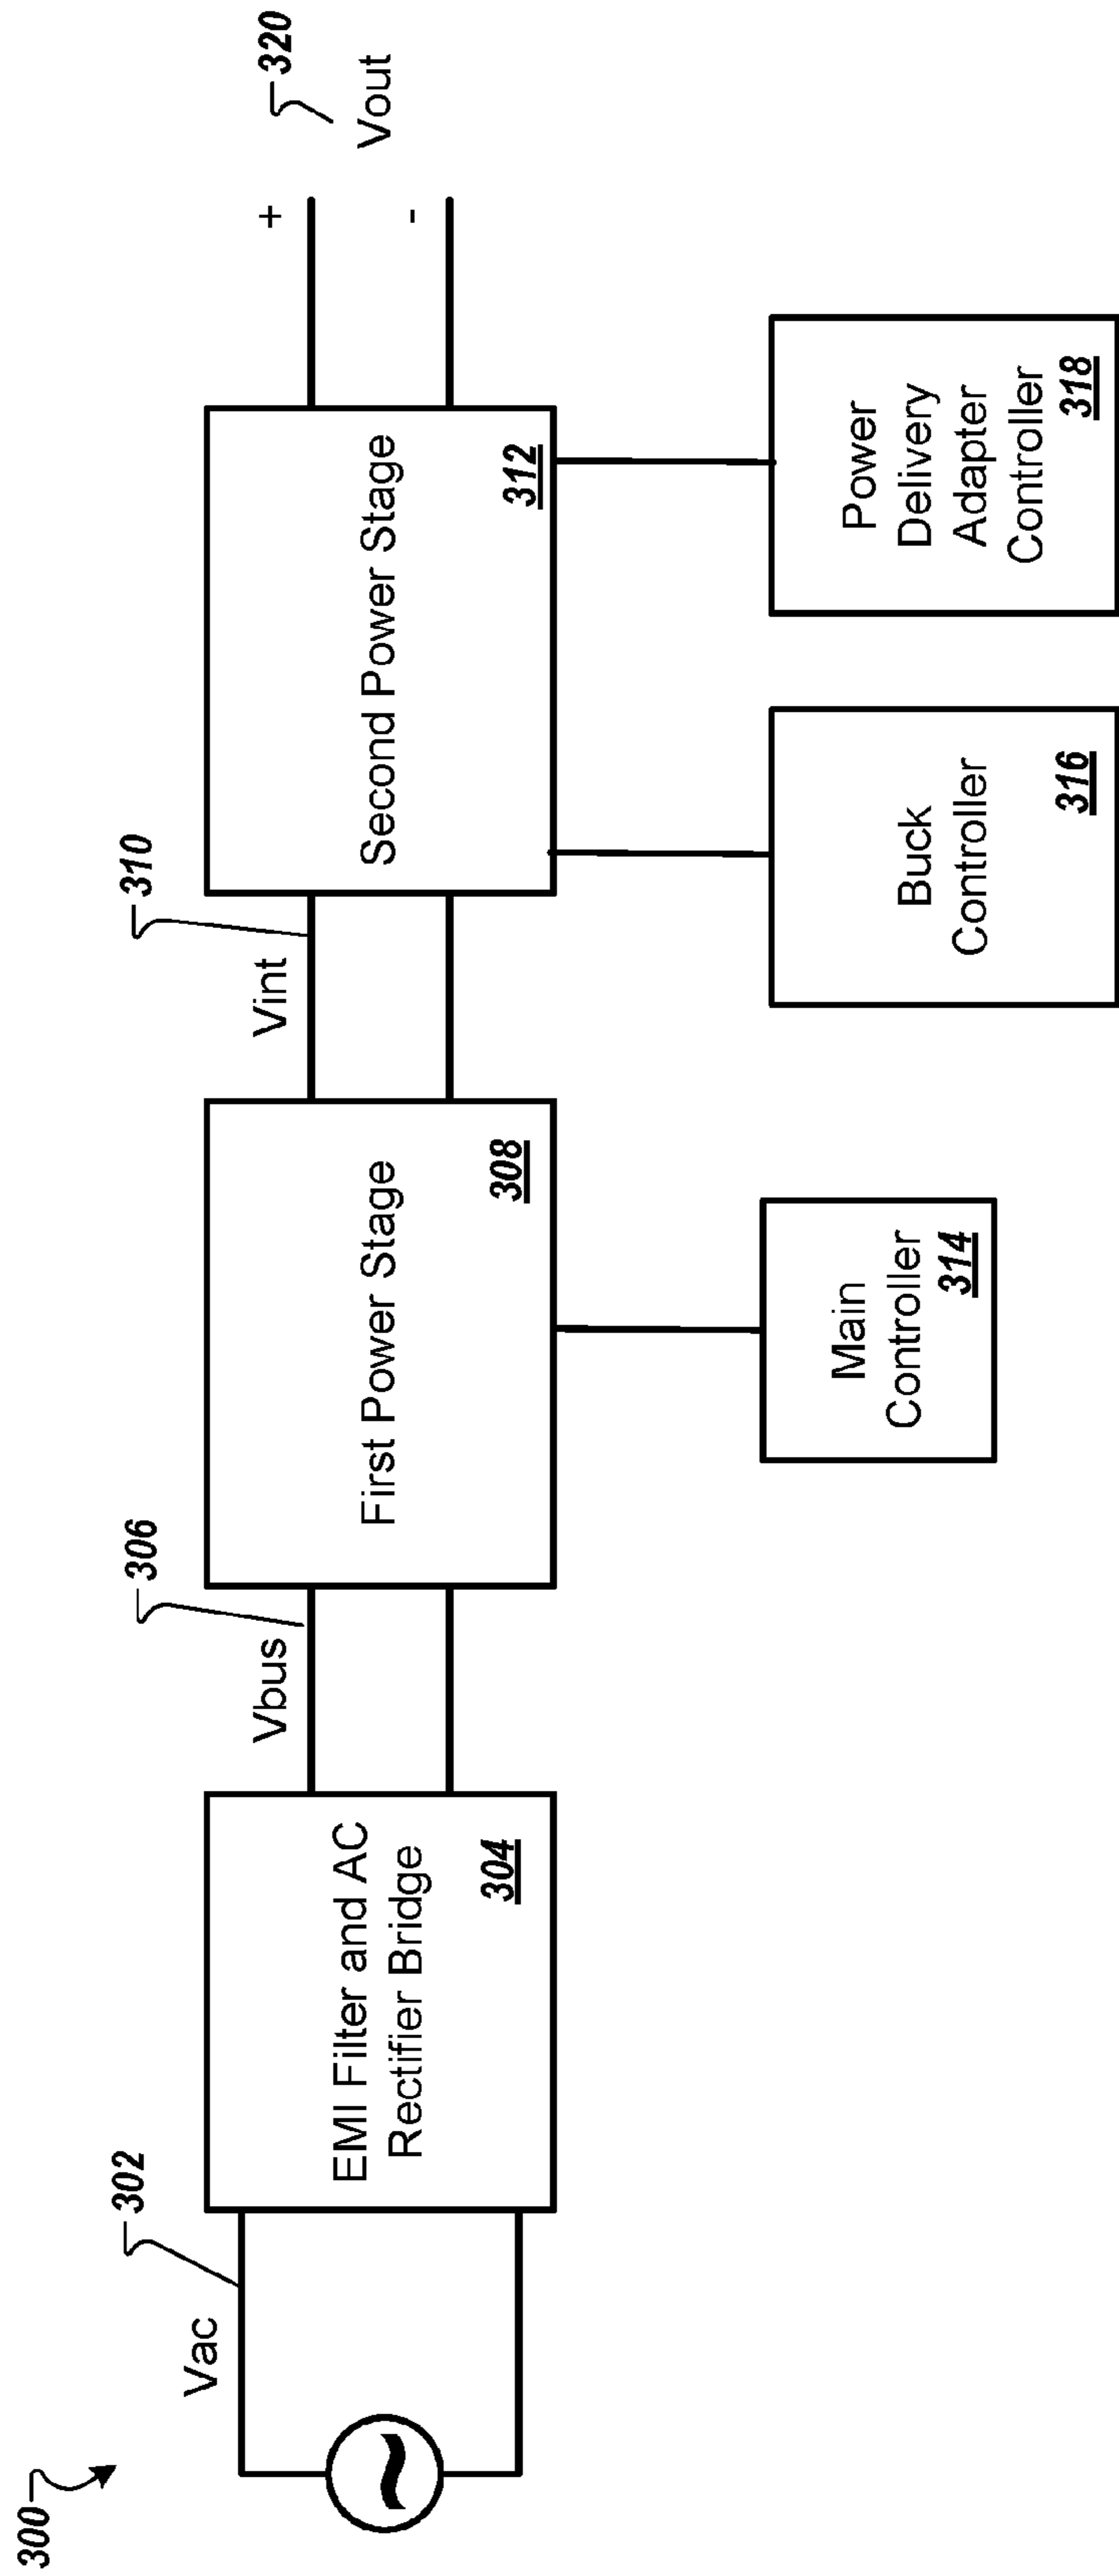 300
Vac
302
EMI Filter and AC
Rectifier Bridge
304
Vbus
306
First Power Stage
308
Vint
310
Second Power Stage
312
+
-
320
Vout
Main
Controller
314
Buck
Controller
316
Power
Delivery
Adapter
Controller
318